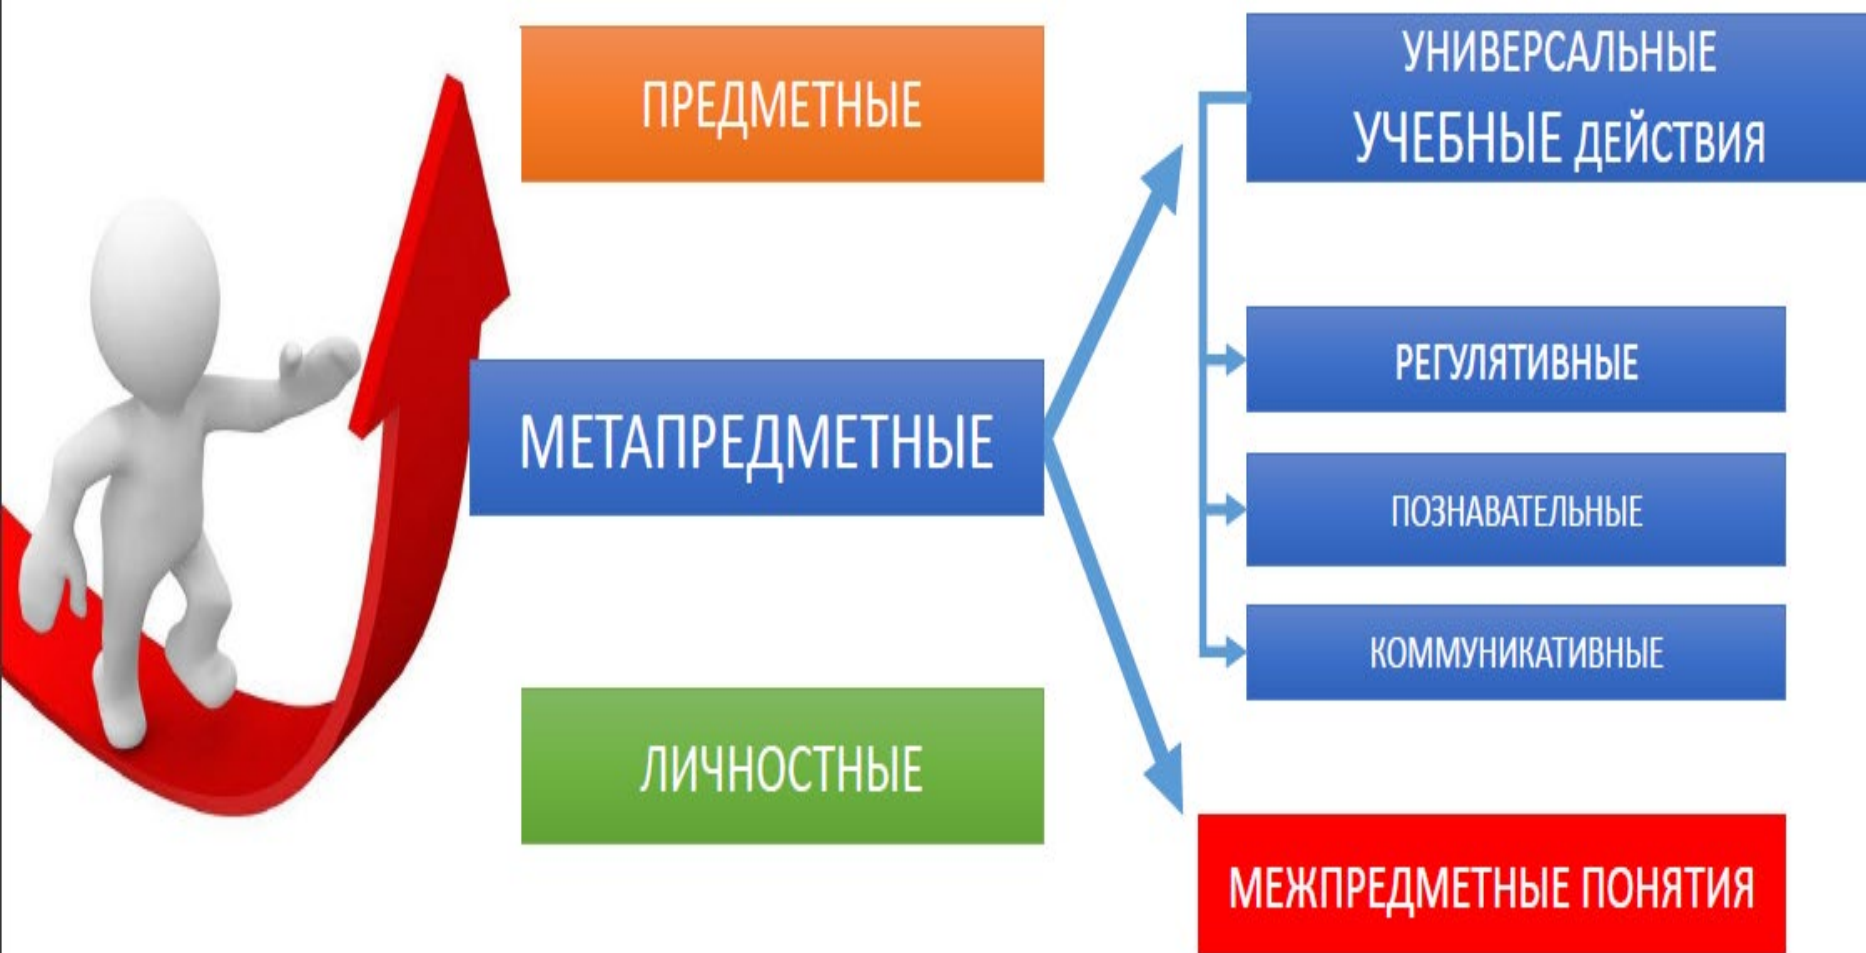 ПРЕДМЕТНЫЕ
МЕТАПРЕДМЕТНЫЕ
ЛИЧНОСТНЫЕ
УНИВЕРСАЛЬНЫЕ
УЧЕБНЫЕ ДЕЙСТВИЯ
РЕГУЛЯТИВНЫЕ
ПОЗНАВАТЕЛЬНЫЕ
КОММУНИКАТИВНЫЕ
МЕЖПРЕДМЕТНЫЕ ПОНЯТИЯ